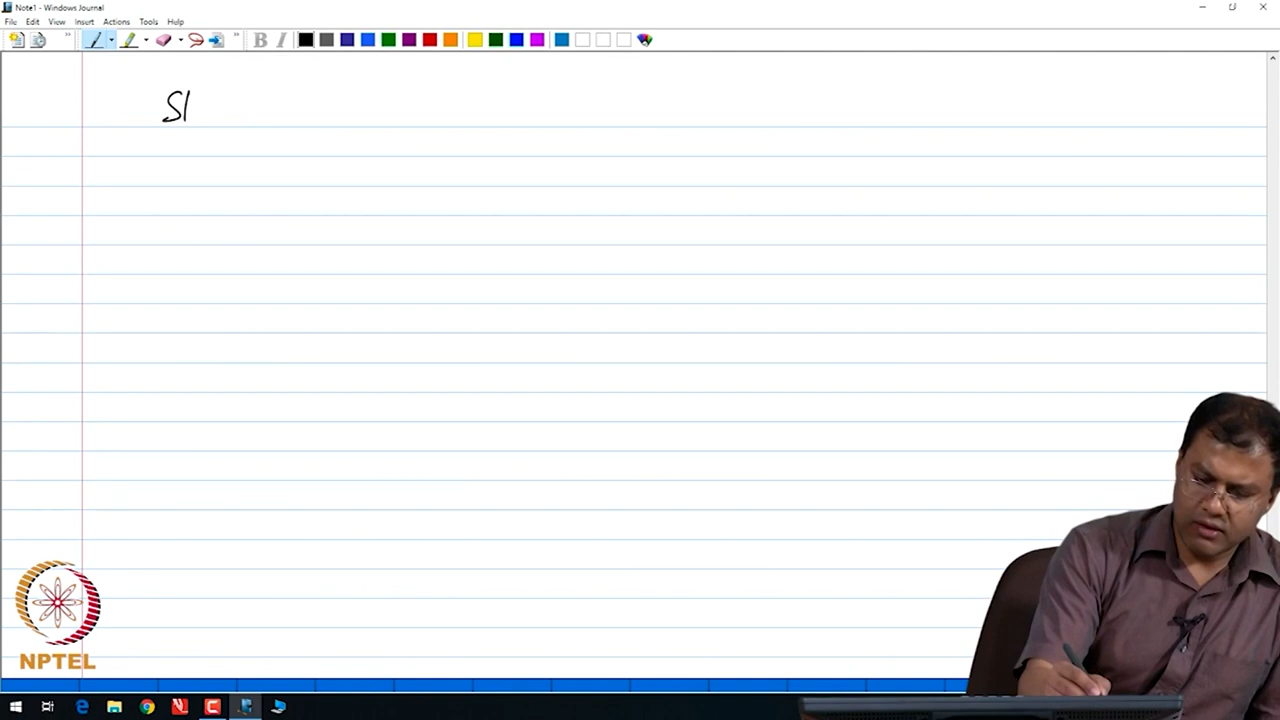 Note1 - Windows Journal
File Edit View Insert Actions Tools Help
B I
SI
NPTEL